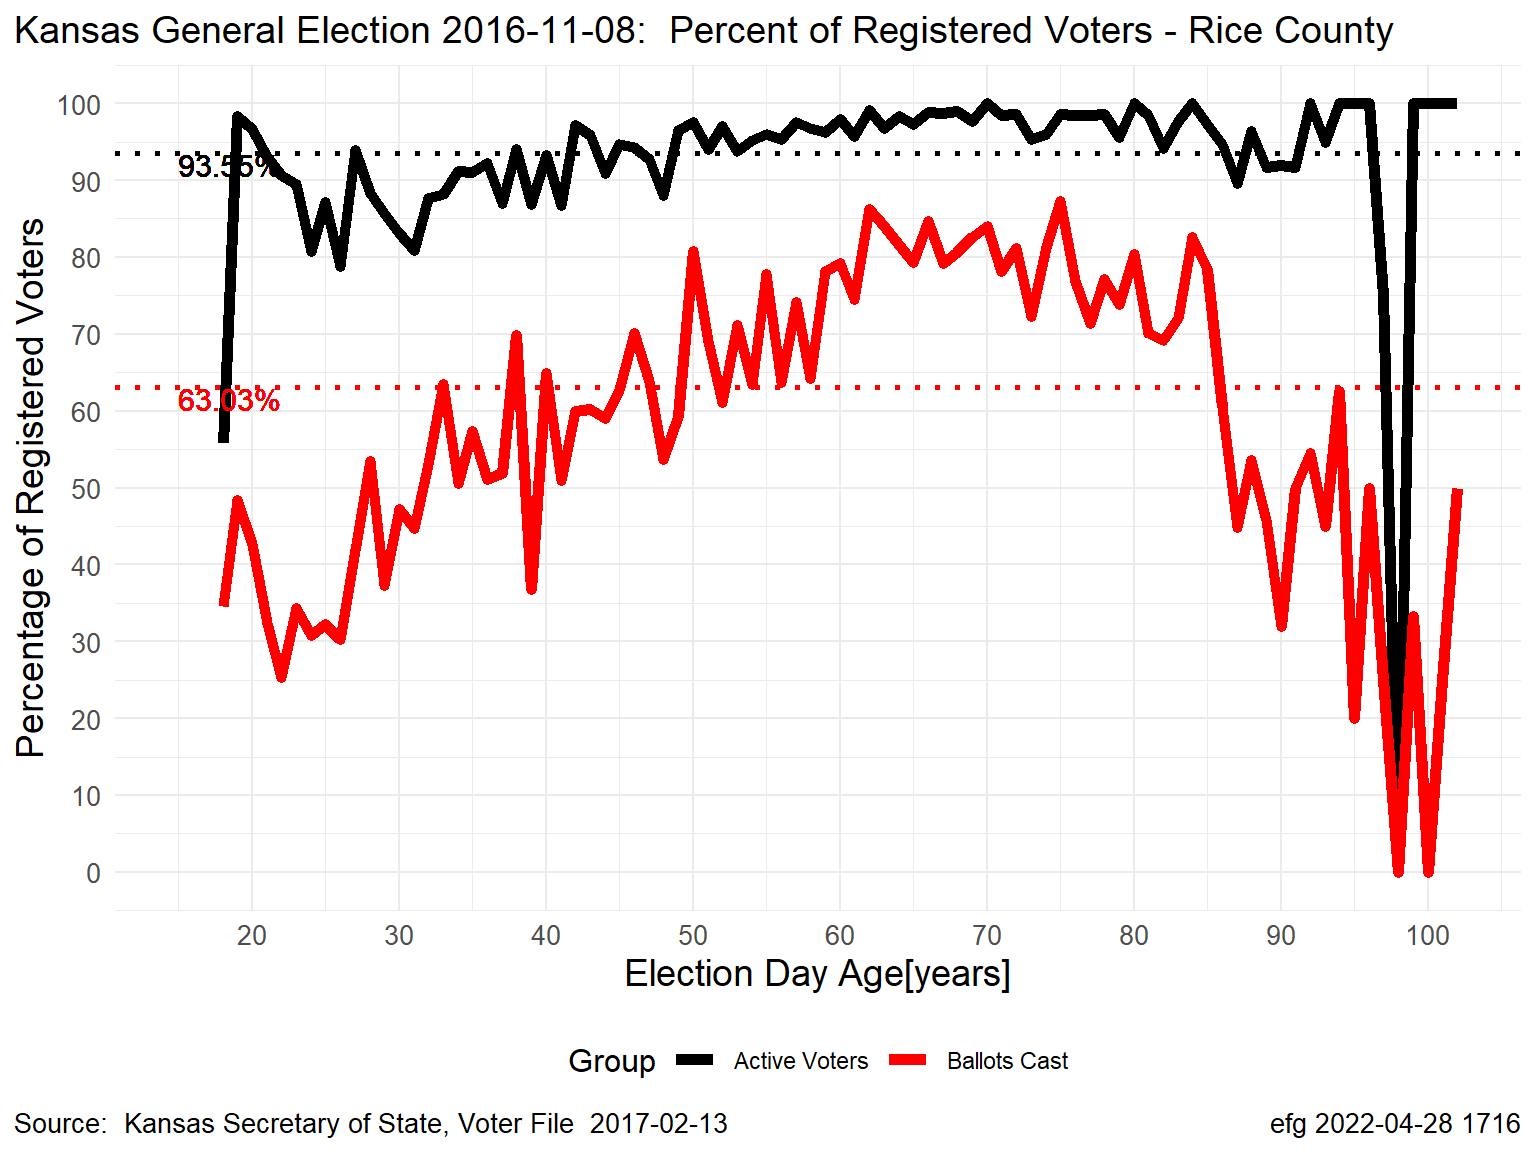 Kansas General Election 2016-11-08:  Percent of Registered Voters - Rice County
Percentage of Registered Voters
100
90
80
70
60
50
40
30
20
10
0
93.55%
63.03%
20 30 40 50 60 70 80 90 100
Election Day Age[years]
Group Active Voters Ballots Cast
Source:  Kansas Secretary of State, Voter File  2017-02-13
efg 2022-04-28 1716